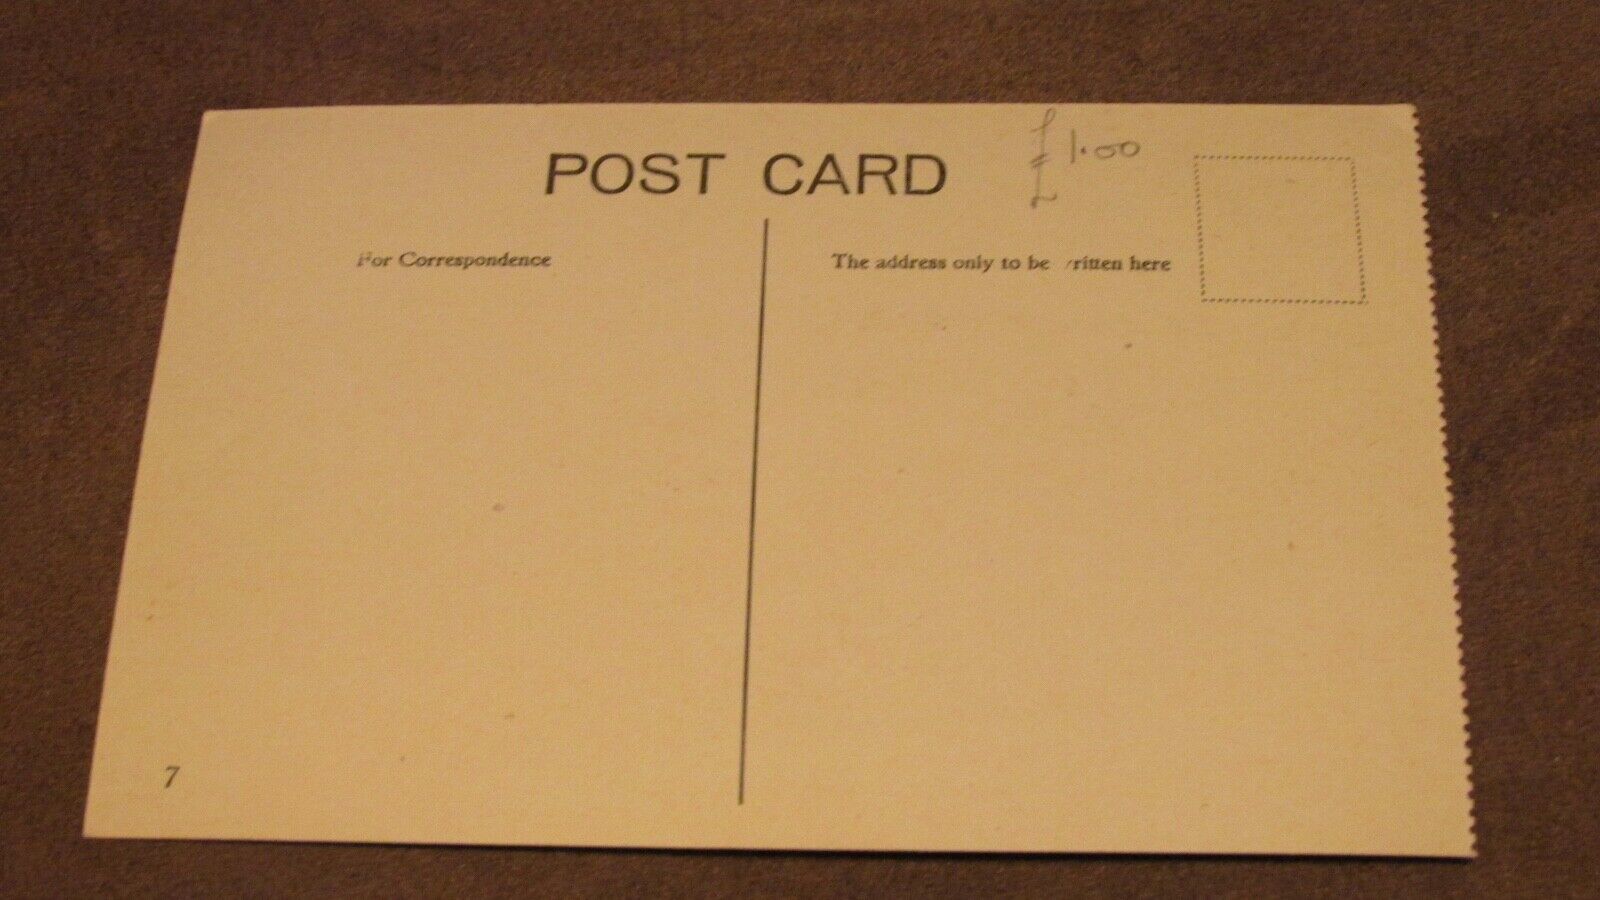 POST CARD
£1.00
For Correspondence
The address only to be written here
7